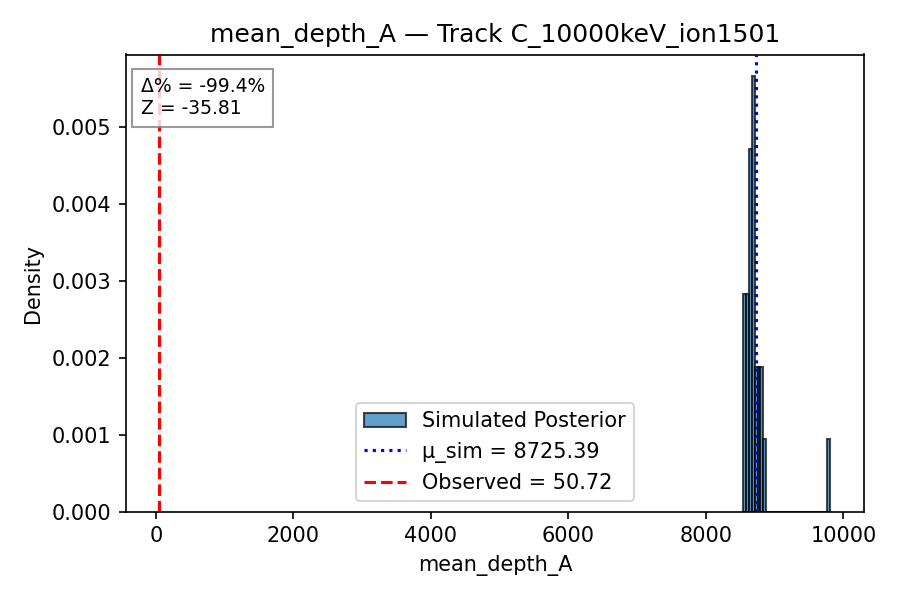 mean_depth_A — Track C_10000keV_ion1501
Δ% = -99.4%
Z = -35.81
Density
0.005
0.004
0.003
0.002
0.001
0.000
Simulated Posterior
μ_sim = 8725.39
Observed = 50.72
0 2000 4000 6000 8000 10000
mean_depth_A